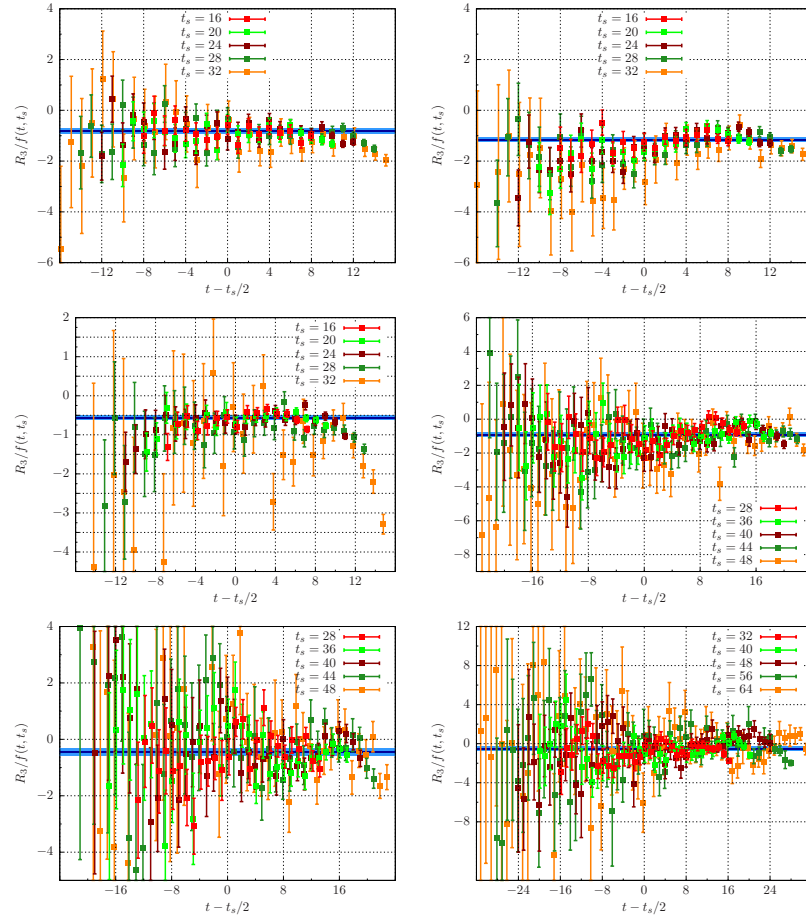 4
2
0
−2
−4
−6
−12
−8
−4
0
4
8
12
R₃/f(t, tₛ)
t − tₛ/2
tₛ = 16
tₛ = 20
tₛ = 24
tₛ = 28
tₛ = 32
4
2
0
−2
−4
−6
−12
−8
−4
0
4
8
12
R₃/f(t, tₛ)
t − tₛ/2
tₛ = 16
tₛ = 20
tₛ = 24
tₛ = 28
tₛ = 32
2
1
0
−1
−2
−3
−4
−12
−8
−4
0
4
8
12
R₃/f(t, tₛ)
t − tₛ/2
tₛ = 16
tₛ = 20
tₛ = 24
tₛ = 28
tₛ = 32
6
4
2
0
−2
−4
−6
−8
−16
−8
0
8
16
R₃/f(t, tₛ)
t − tₛ/2
tₛ = 28
tₛ = 36
tₛ = 40
tₛ = 44
tₛ = 48
4
2
0
−2
−4
−16
−8
0
8
16
R₃/f(t, tₛ)
t − tₛ/2
tₛ = 28
tₛ = 36
tₛ = 40
tₛ = 44
tₛ = 48
12
8
4
0
−4
−8
−24
−16
−8
0
8
16
24
R₃/f(t, tₛ)
t − tₛ/2
tₛ = 32
tₛ = 40
tₛ = 48
tₛ = 56
tₛ = 64